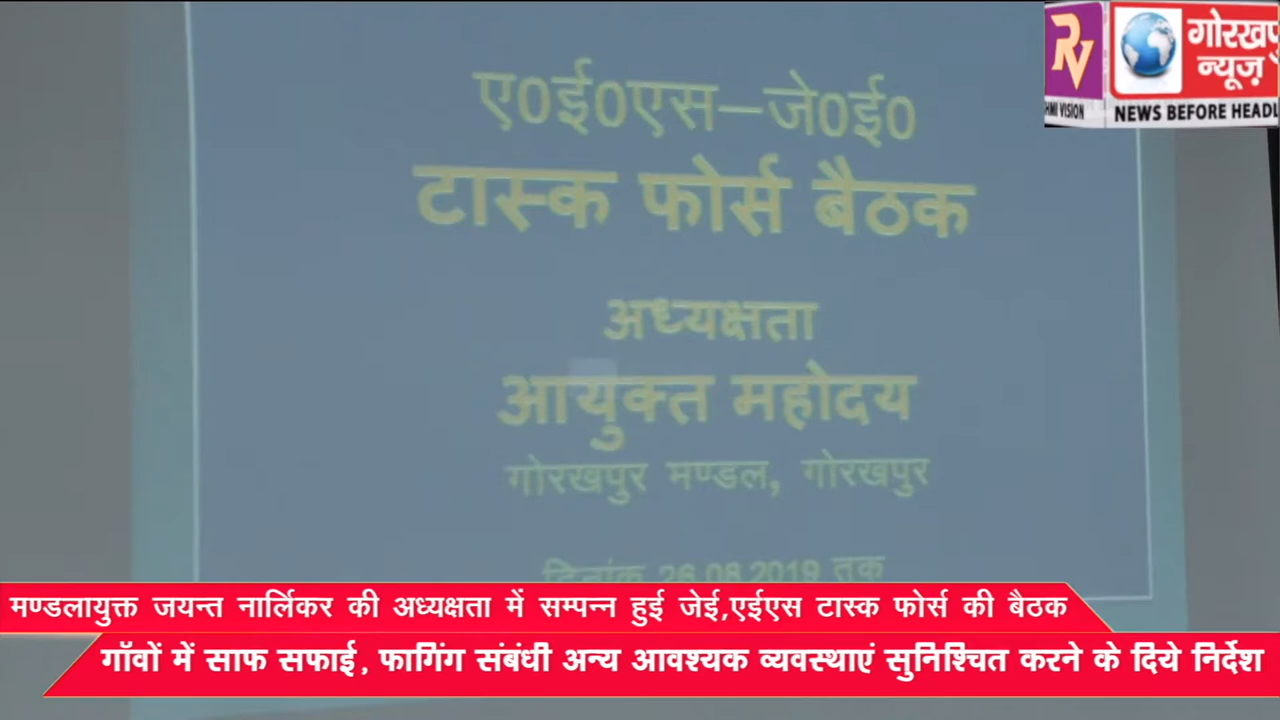 RV
HMI VISION
गोरखपु
न्यूज़
NEWS BEFORE HEADL
ए0ई0एस–जे0ई0
टास्क फोर्स बैठक
अध्यक्षता
आयुक्त महोदय
गोरखपुर मण्डल, गोरखपुर
दिनांक 26.08.2019 तक
मण्डलायुक्त जयन्त नार्लिकर की अध्यक्षता में सम्पन्न हुई जेई,एईएस टास्क फोर्स की बैठक
गॉवों में साफ सफाई, फागिंग संबंधी अन्य आवश्यक व्यवस्थाएं सुनिश्चित करने के दिये निर्देश